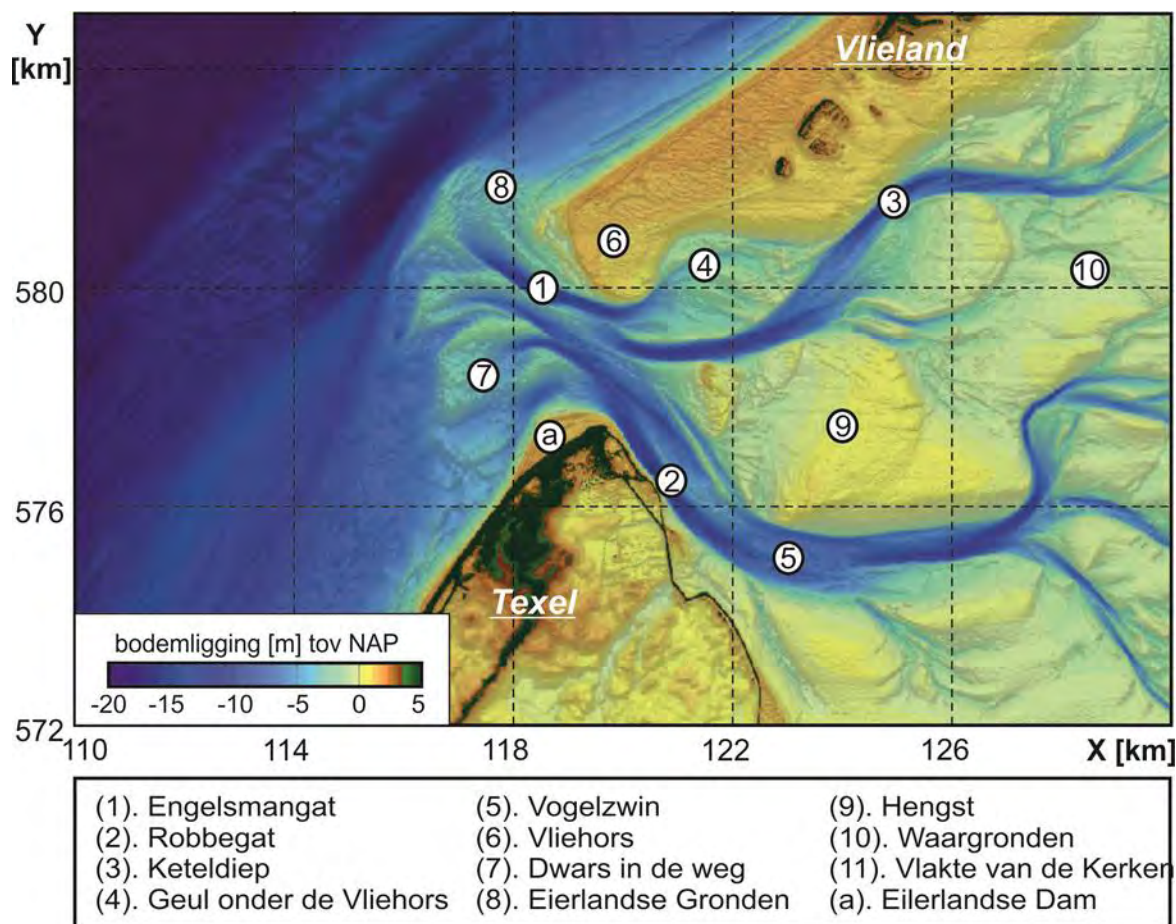 Y
[km]
Vlieland
8
3
6
4
10
1
580
7
9
a
2
576
5
Texel
bodemligging [m] tov NAP
-20 -15 -10 -5 0 5
572
110 114 118 122 126 X [km]
(1). Engelsmangat (5). Vogelzwin (9). Hengst
(2). Robbegat (6). Vliehors (10). Waargronden
(3). Keteldiep (7). Dwars in de weg (11). Vlakte van de Kerken
(4). Geul onder de Vliehors (8). Eierlandse Gronden (a). Eilerlandse Dam